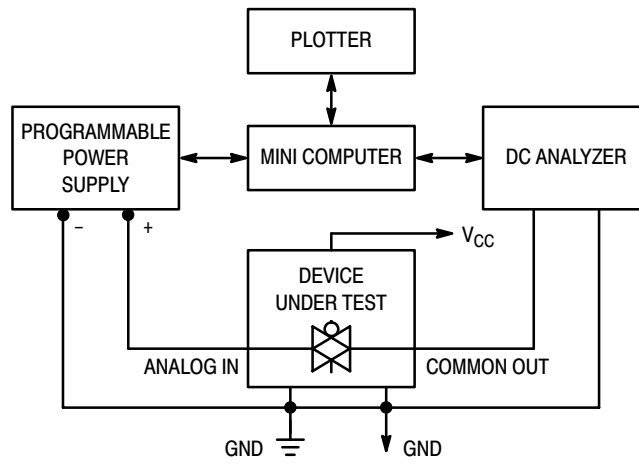 PLOTTER
PROGRAMMABLE
POWER
SUPPLY
MINI COMPUTER
DC ANALYZER
– +
VCC
DEVICE
UNDER TEST
ANALOG IN
COMMON OUT
GND
GND